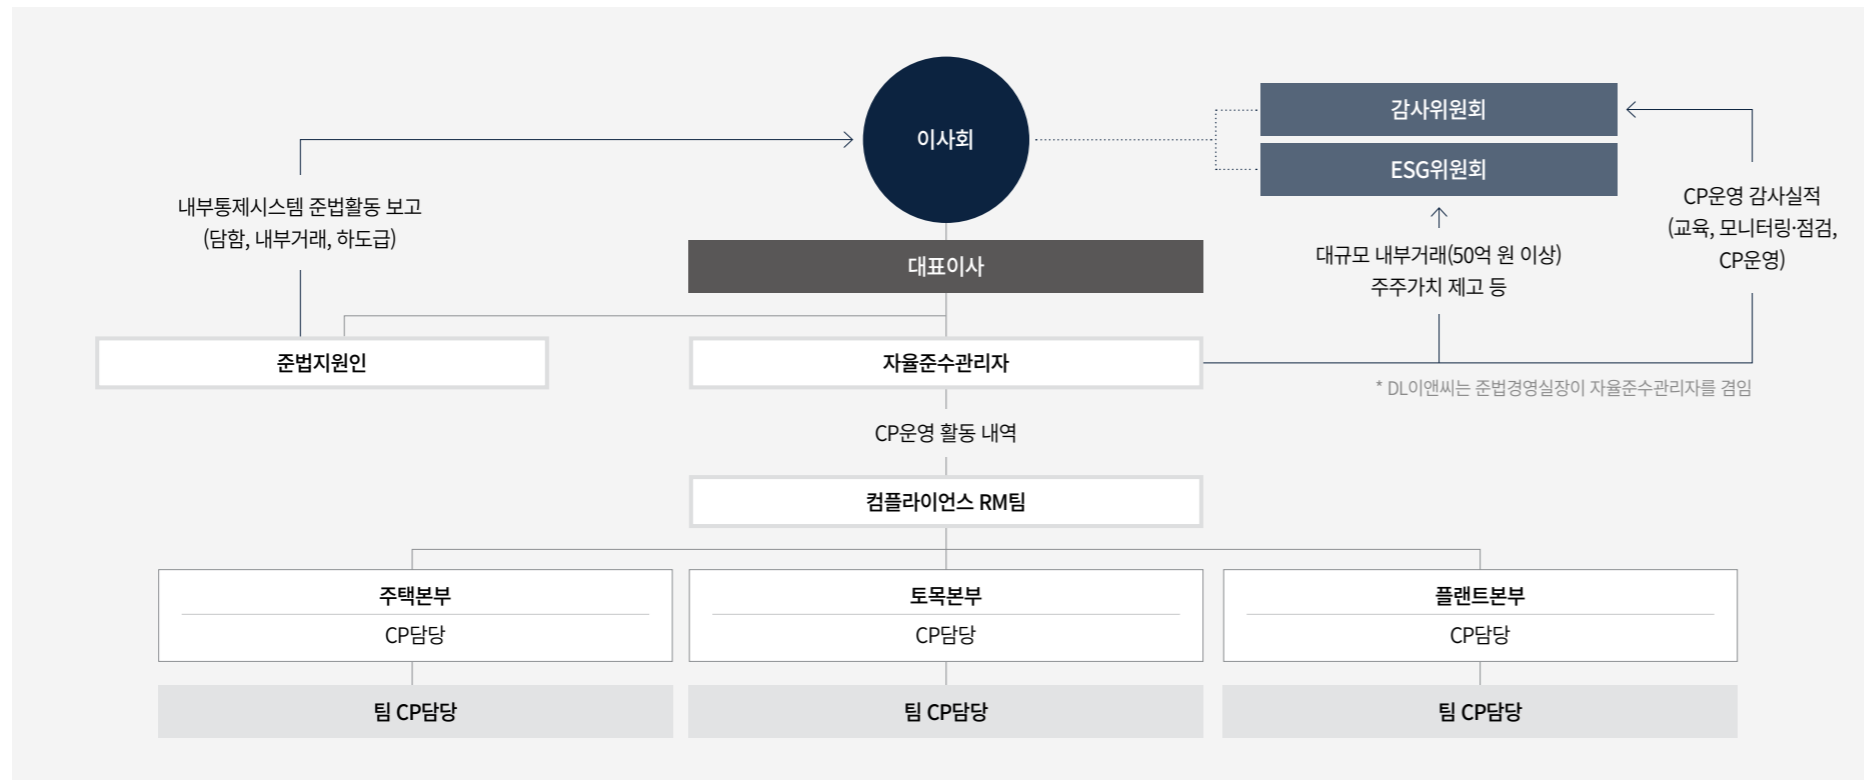 이사회
감사위원회
ESG위원회
내부통제시스템 준법활동 보고
(담함, 내부거래, 하도급)
CP운영 감사실적
(교육, 모니터링·점검,
CP운영)
대규모 내부거래(50억 원 이상)
주주가치 제고 등
대표이사
준법지원인
자율준수관리자
* DL이앤씨는 준법경영실장이 자율준수관리자를 겸임
CP운영 활동 내역
컴플라이언스 RM팀
주택본부
CP담당
토목본부
CP담당
플랜트본부
CP담당
팀 CP담당
팀 CP담당
팀 CP담당